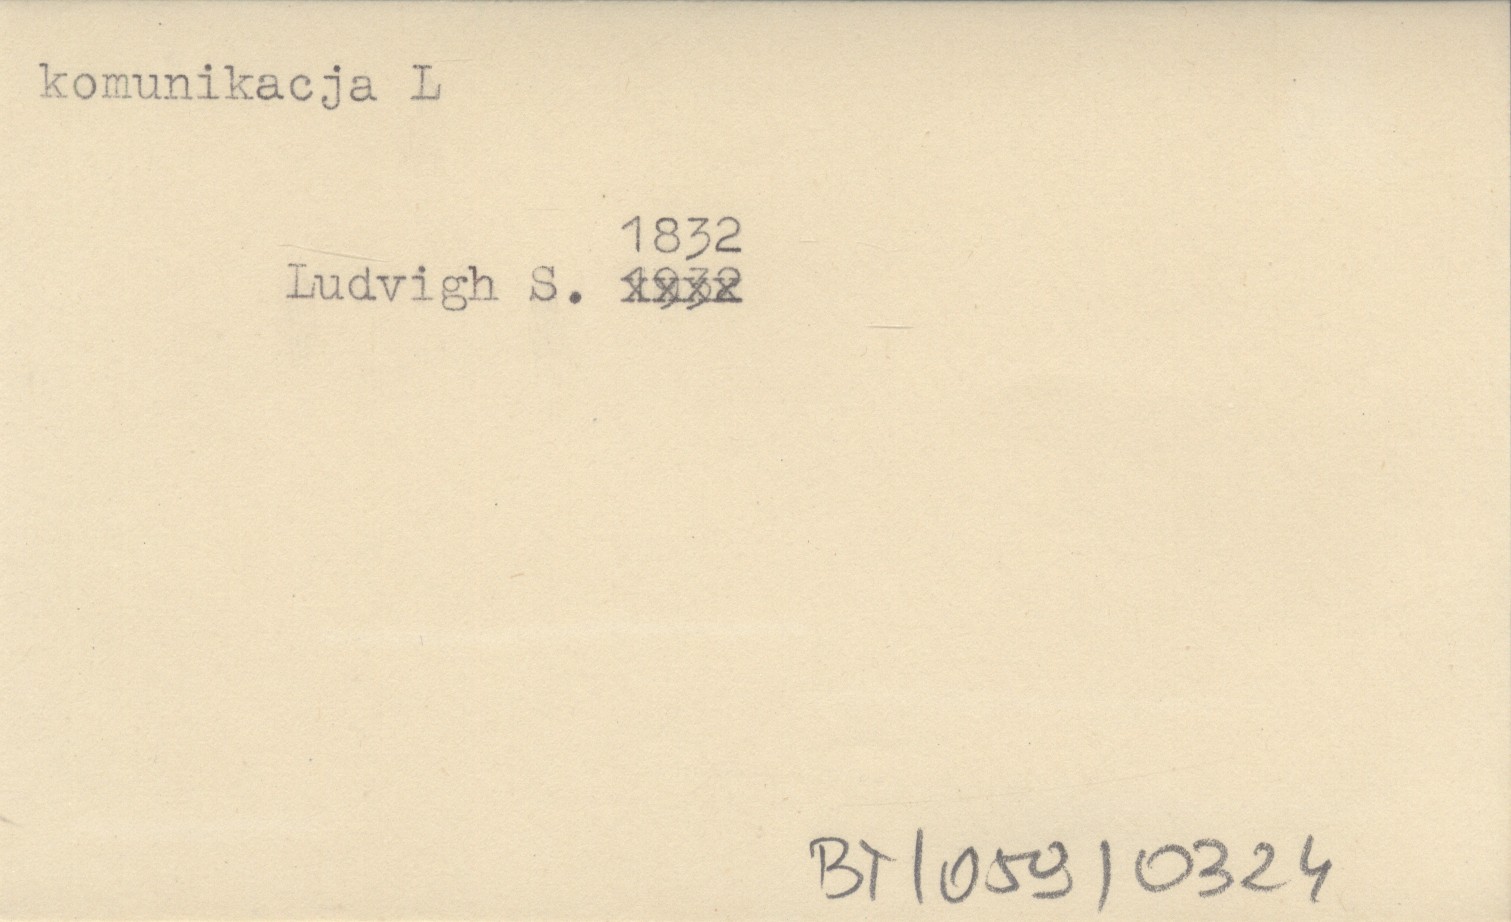 komunikacja L
1832
Ludvigh S. 1932
BT/059/0324